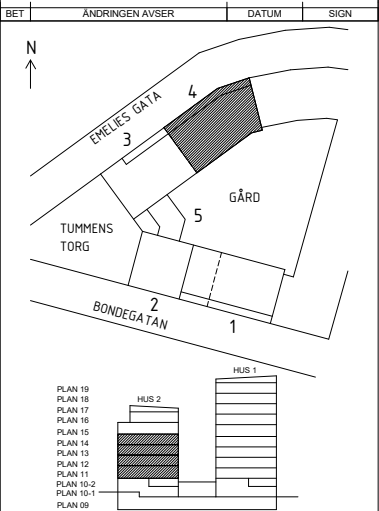 BET ÄNDRINGEN AVSER DATUM SIGN
N
EMELIES GATA
4
3
5
GÅRD
TUMMENS
TORG
2
1
BONDEGATAN
HUS 1
HUS 2
PLAN 19
PLAN 18
PLAN 17
PLAN 16
PLAN 15
PLAN 14
PLAN 13
PLAN 12
PLAN 11
PLAN 10-2
PLAN 10-1
PLAN 09